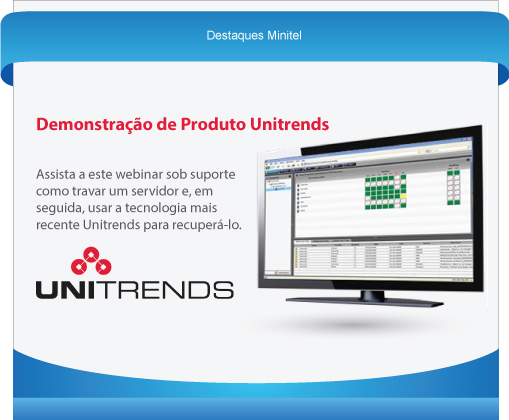 Destaques Minitel
Demonstração de Produto Unitrends
Assista a este webinar sob suporte
como travar um servidor e, em
seguida, usar a tecnologia mais
recente Unitrends para recuperá-lo.
UNITRENDS